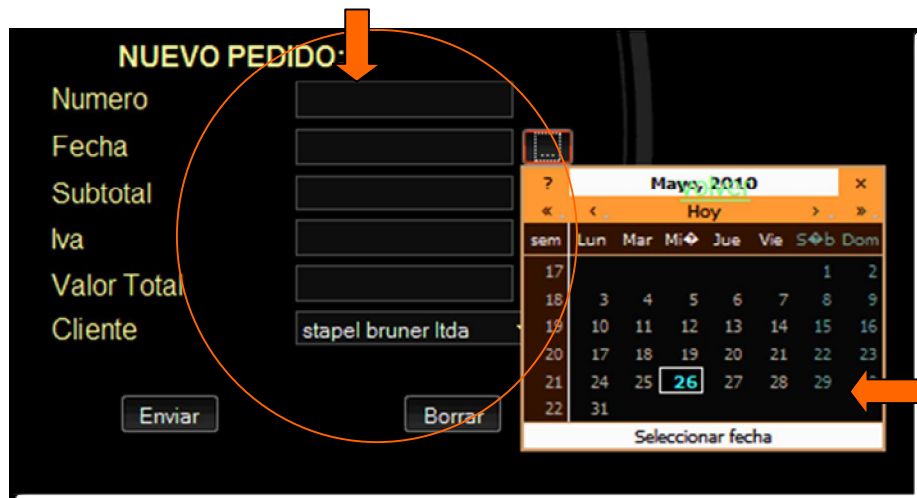 NUEVO PEDIDO:
Numero
Fecha ...
Subtotal
Iva
Valor Total
Cliente stapel bruner ltda
Enviar Borrar
? Mayo, 2010 ×
volver
« ‹ Hoy › »
sem Lun Mar Mi� Jue Vie S�b Dom
17 1 2
18 3 4 5 6 7 8 9
19 10 11 12 13 14 15 16
20 17 18 19 20 21 22 23
21 24 25 26 27 28 29
22 31
Seleccionar fecha